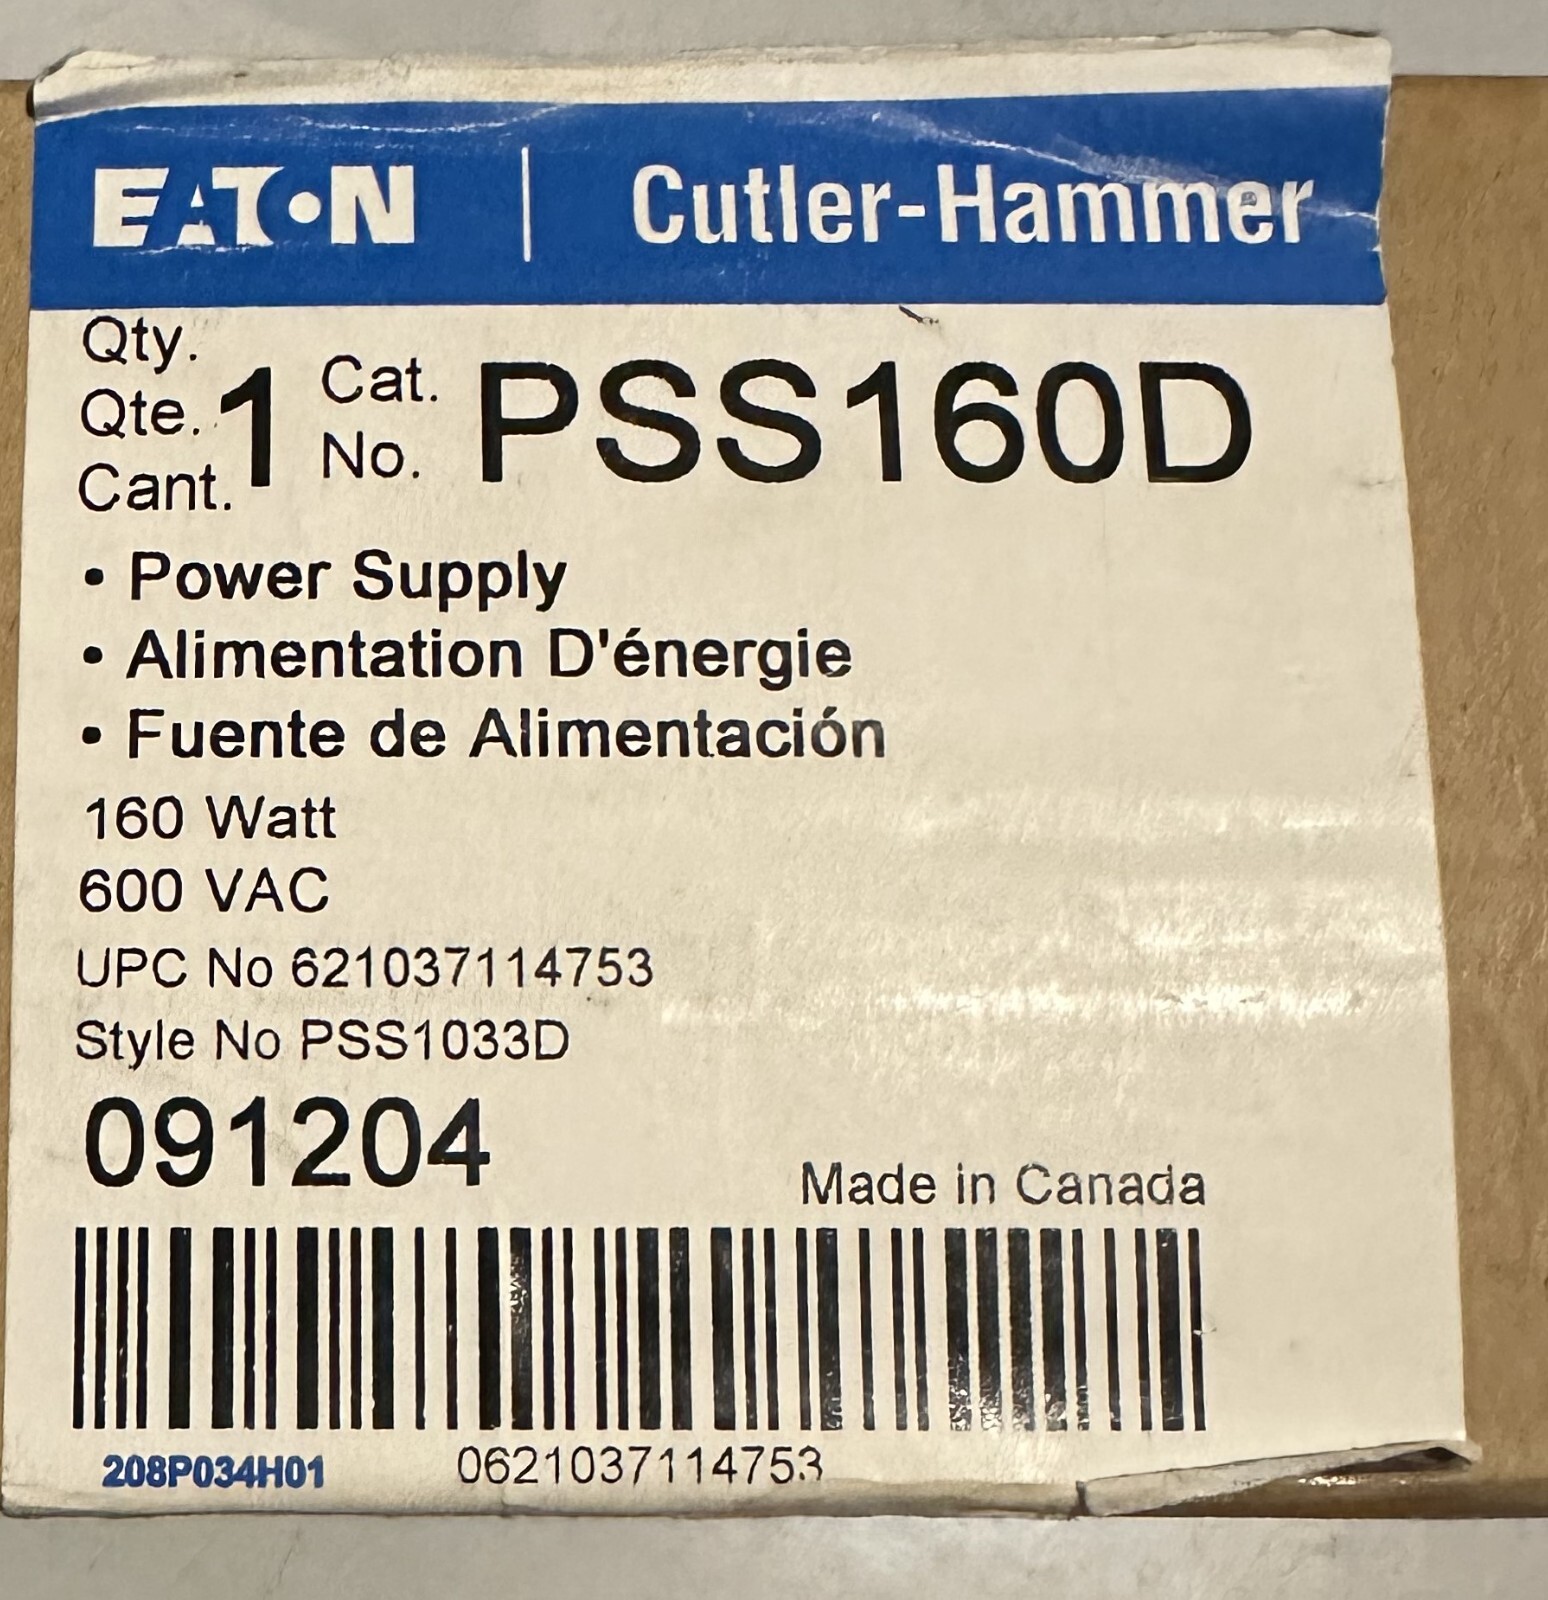 EATON | Cutler-Hammer
Qty.
Qte.
Cant.
1
Cat.
No.
PSS160D
• Power Supply
• Alimentation D'énergie
• Fuente de Alimentación
160 Watt
600 VAC
UPC No 621037114753
Style No PSS1033D
091204
Made in Canada
208P034H01
0621037114753